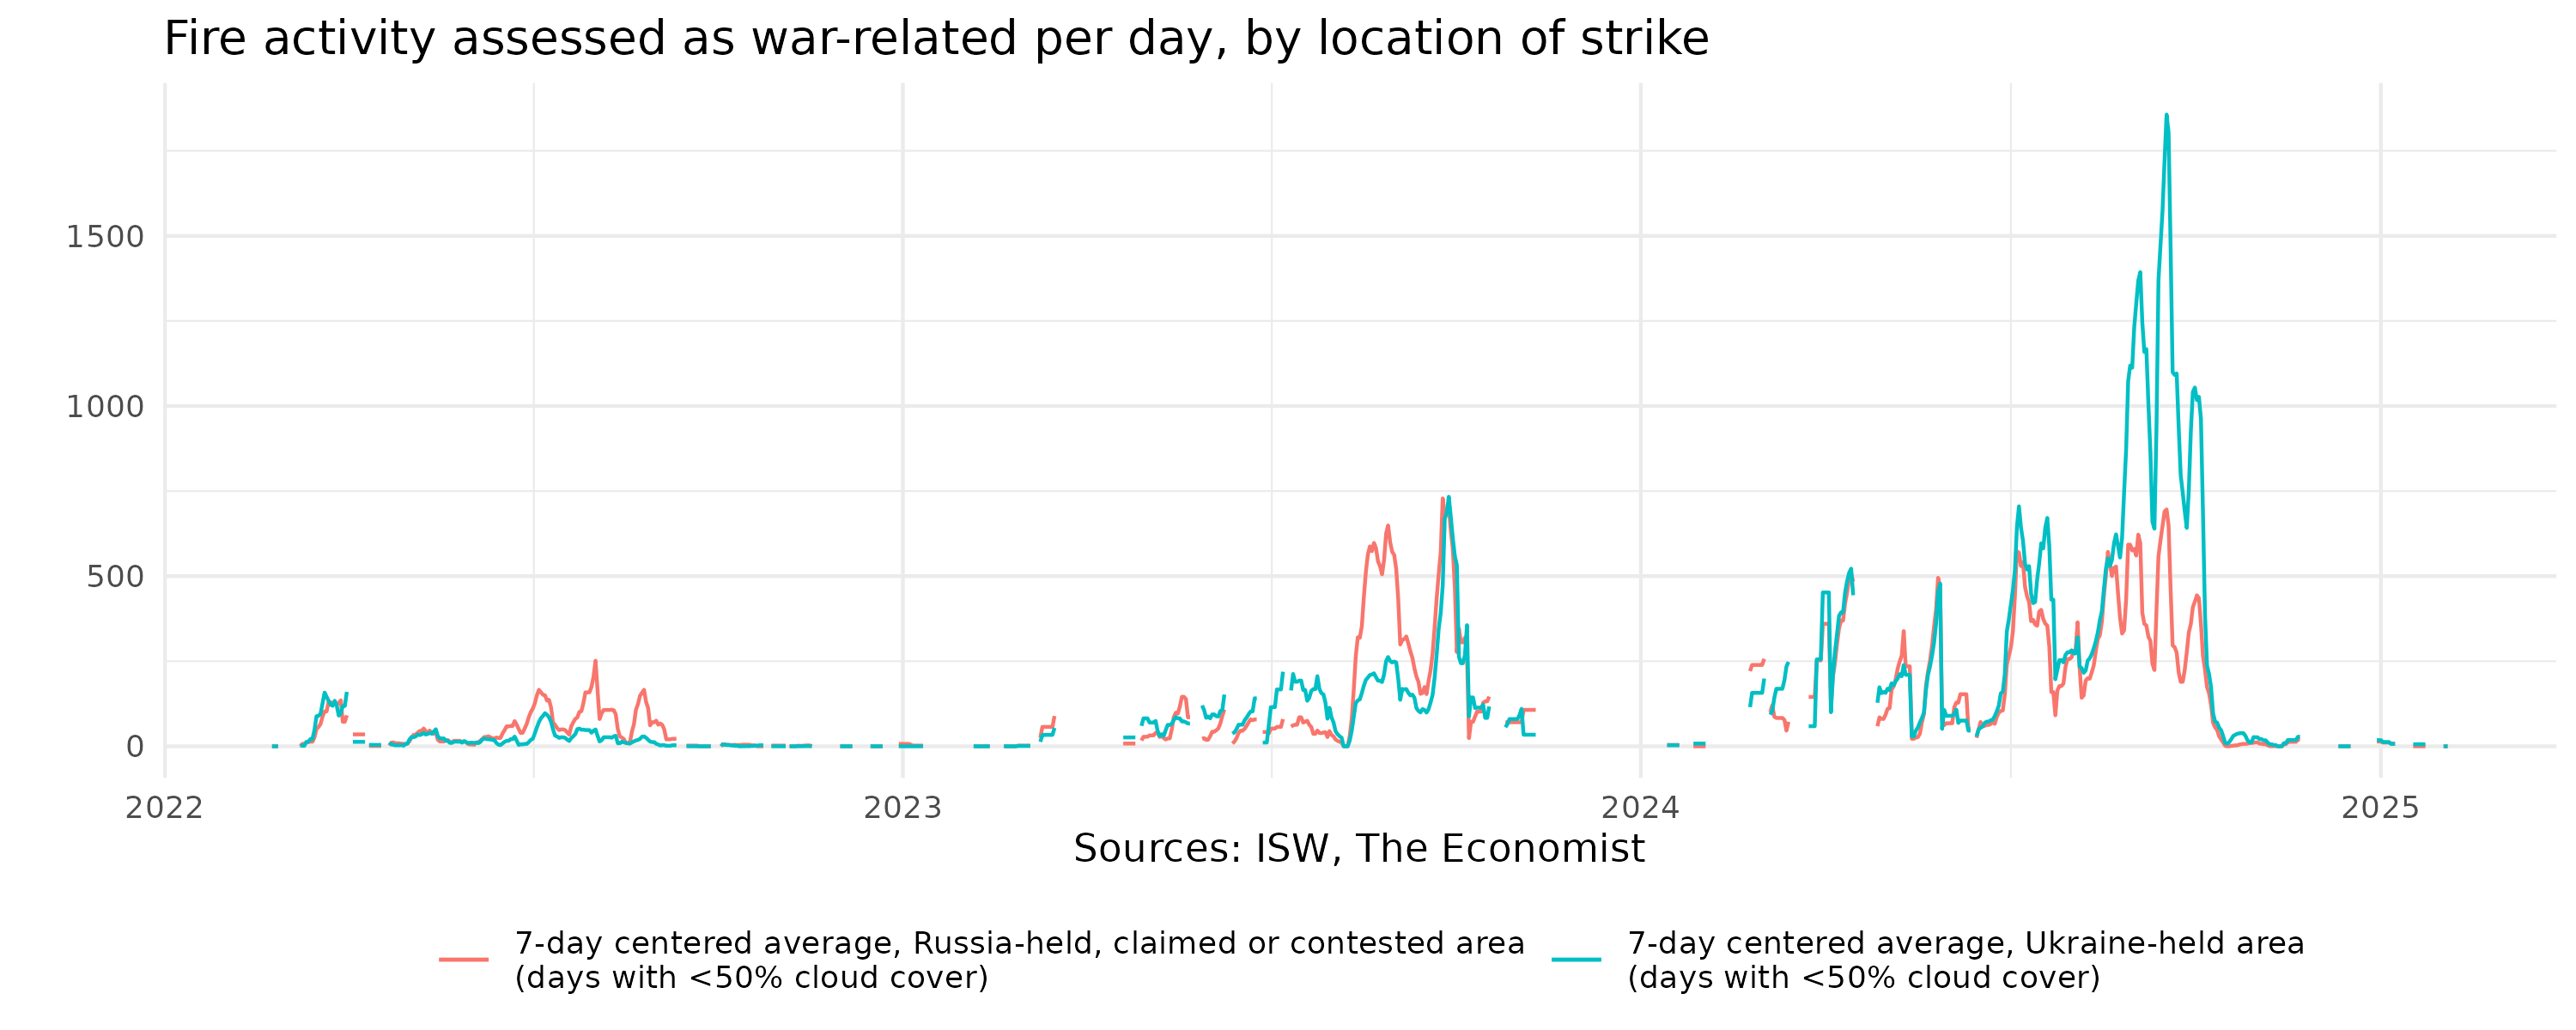 Fire activity assessed as war-related per day, by location of strike
1500
1000
500
0
2022
2023
2024
2025
Sources: ISW, The Economist
7-day centered average, Russia-held, claimed or contested area
(days with <50% cloud cover)
7-day centered average, Ukraine-held area
(days with <50% cloud cover)